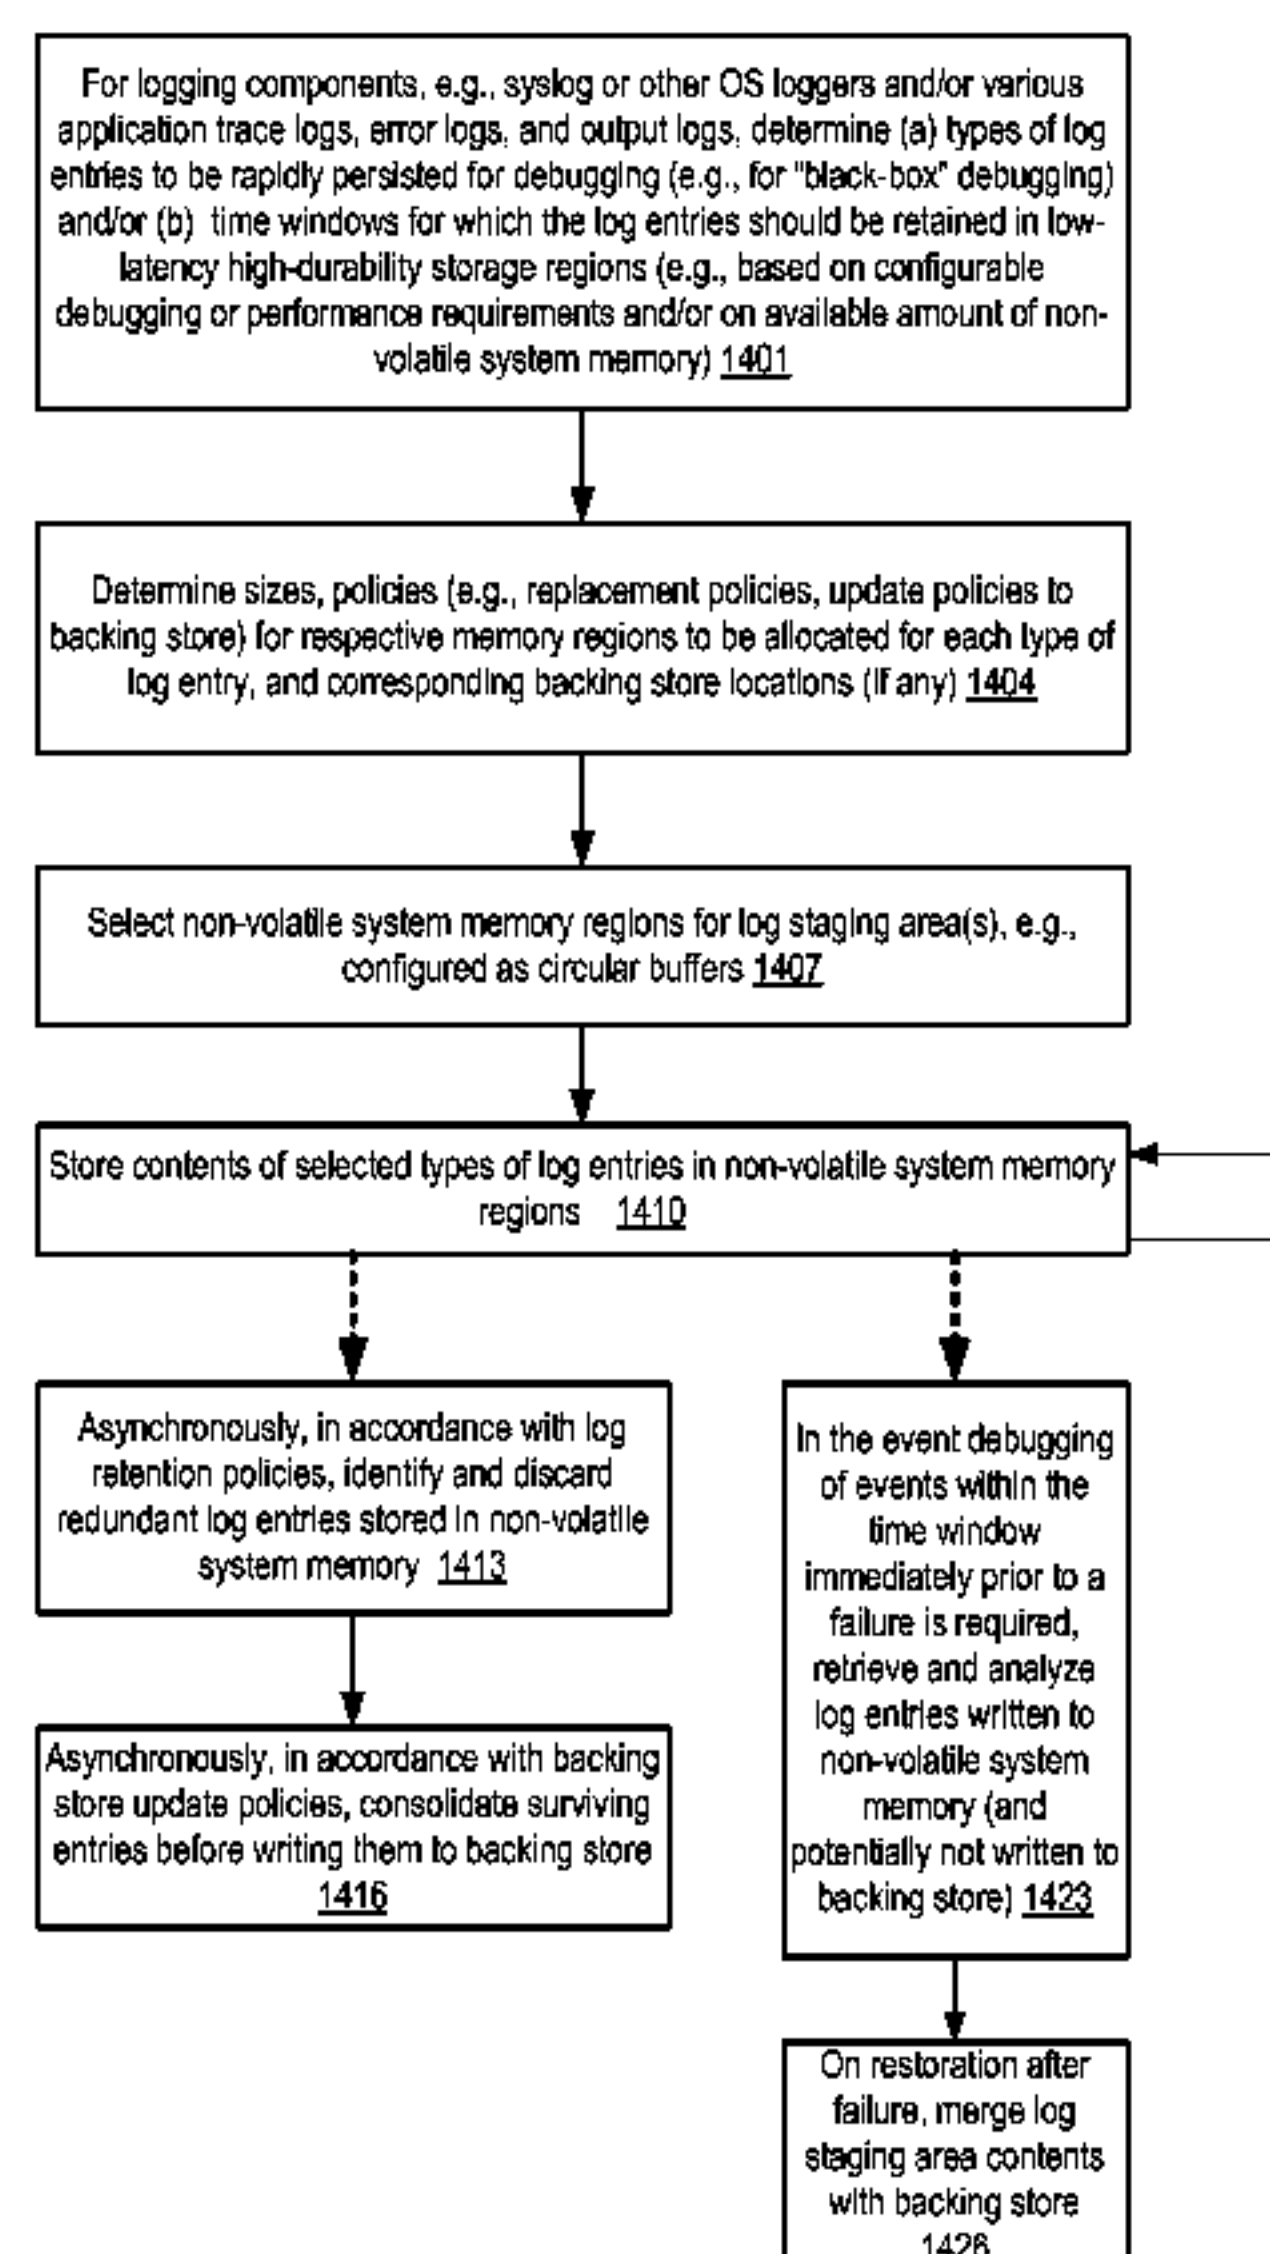 For logging components, e.g., syslog or other OS loggers and/or various
application trace logs, error logs, and output logs, determine (a) types of log
entries to be rapidly persisted for debugging (e.g., for "black-box" debugging)
and/or (b) time windows for which the log entries should be retained in low-
latency high-durability storage regions (e.g., based on configurable
debugging or performance requirements and/or on available amount of non-
volatile system memory) 1401
Determine sizes, policies (e.g., replacement policies, update policies to
backing store) for respective memory regions to be allocated for each type of
log entry, and corresponding backing store locations (if any) 1404
Select non-volatile system memory regions for log staging area(s), e.g.,
configured as circular buffers 1407
Store contents of selected types of log entries in non-volatile system memory
regions 1410
Asynchronously, in accordance with log
retention policies, identify and discard
redundant log entries stored in non-volatile
system memory 1413
Asynchronously, in accordance with backing
store update policies, consolidate surviving
entries before writing them to backing store
1416
In the event debugging
of events within the
time window
immediately prior to a
failure is required,
retrieve and analyze
log entries written to
non-volatile system
memory (and
potentially not written to
backing store) 1423
On restoration after
failure, merge log
staging area contents
with backing store
1426